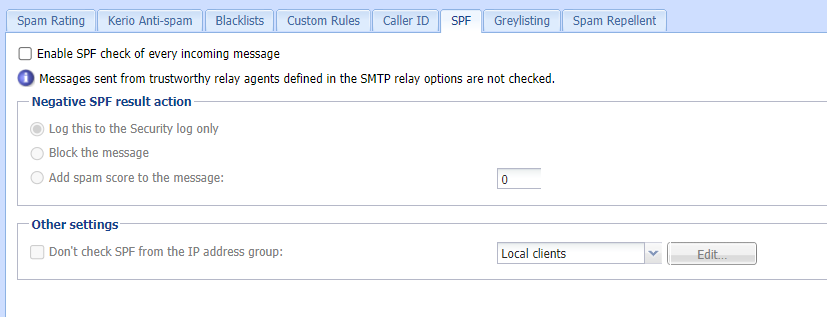 Spam Rating
Kerio Anti-spam
Blacklists
Custom Rules
Caller ID
SPF
Greylisting
Spam Repellent
Enable SPF check of every incoming message
Messages sent from trustworthy relay agents defined in the SMTP relay options are not checked.
Negative SPF result action
Log this to the Security log only
Block the message
Add spam score to the message: 0
Other settings
Don't check SPF from the IP address group: Local clients Edit...